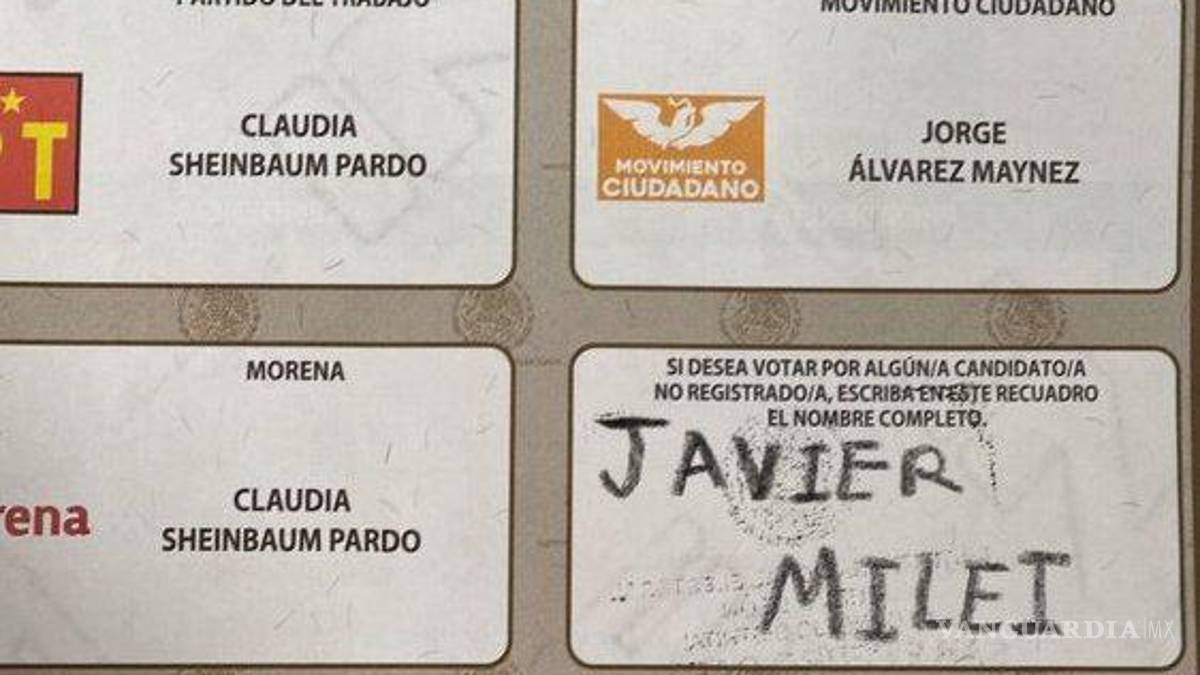 PARTIDO DEL TRABAJO
PT
CLAUDIA
SHEINBAUM PARDO
MOVIMIENTO CIUDADANO
MOVIMIENTO
CIUDADANO
JORGE
ÁLVAREZ MAYNEZ
MORENA
rena
CLAUDIA
SHEINBAUM PARDO
SI DESEA VOTAR POR ALGÚN/A CANDIDATO/A
NO REGISTRADO/A, ESCRIBA EN ESTE RECUADRO
EL NOMBRE COMPLETO.
JAVIER
MILEI
VANGUARDIA|MX